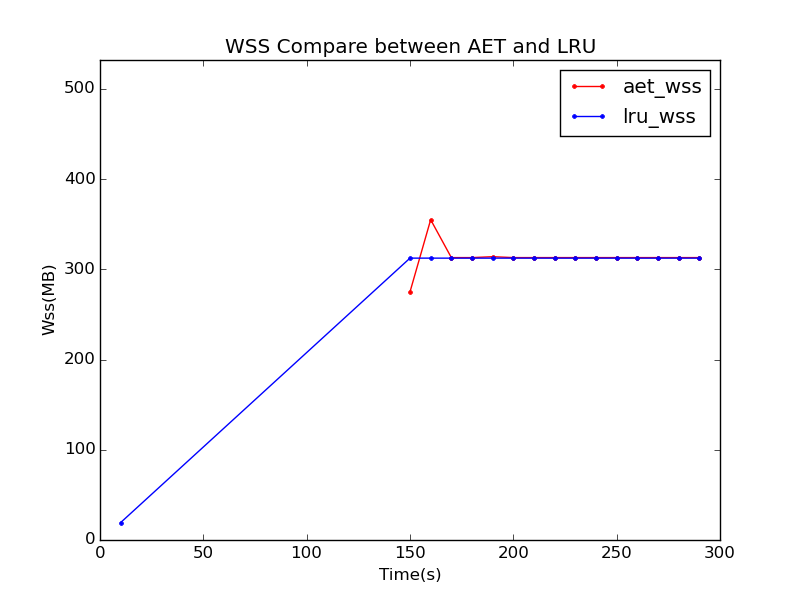 WSS Compare between AET and LRU
aet_wss
lru_wss
Wss(MB)
500
400
300
200
100
0
0 50 100 150 200 250 300
Time(s)